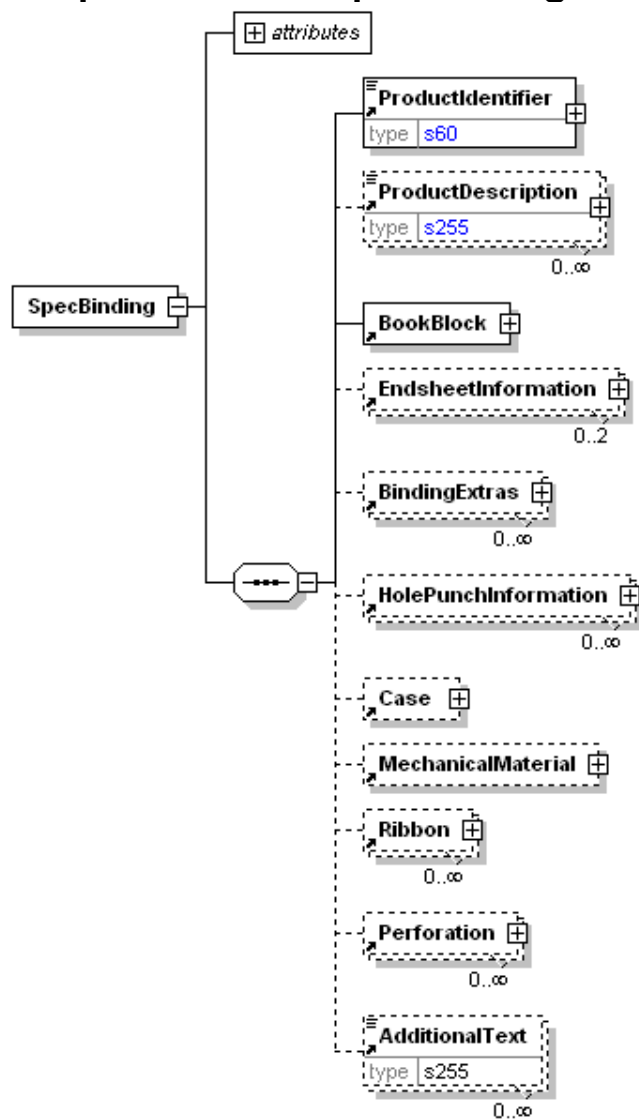 attributes
ProductIdentifier
type s60
ProductDescription
type s255
0..∞
SpecBinding
BookBlock
EndsheetInformation
0..2
BindingExtras
0..∞
HolePunchInformation
0..∞
Case
MechanicalMaterial
Ribbon
0..∞
Perforation
0..∞
AdditionalText
type s255
0..∞